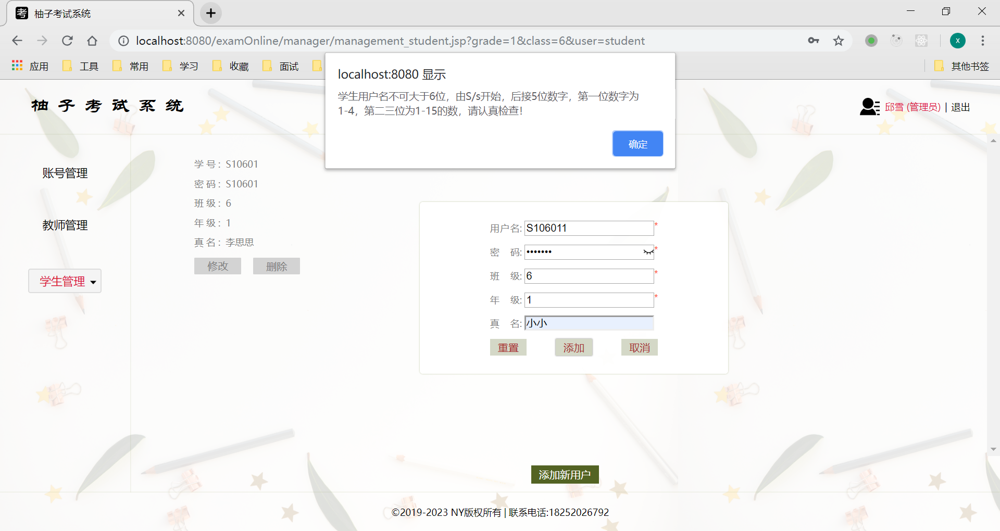 柚子考试系统
localhost:8080/examOnline/manager/management_student.jsp?grade=1&class=6&user=student
X
应用 工具 常用 学习 收藏 面试 其他书签
localhost:8080 显示
学生用户名不可大于6位，由S/s开始，后接5位数字，第一位数字为
1-4，第二三位为1-15的数，请认真检查!
确定
柚子考试系统
邱雪 (管理员) | 退出
账号管理
教师管理
学生管理
学 号： S10601
密 码： S10601
班 级： 6
年 级： 1
真 名： 李思思
修改 删除
用户名: S106011 *
密 码: ••••••• *
班 级: 6 *
年 级: 1 *
真 名: 小小
重置 添加 取消
添加新用户
©2019-2023 NY版权所有 | 联系电话:18252026792